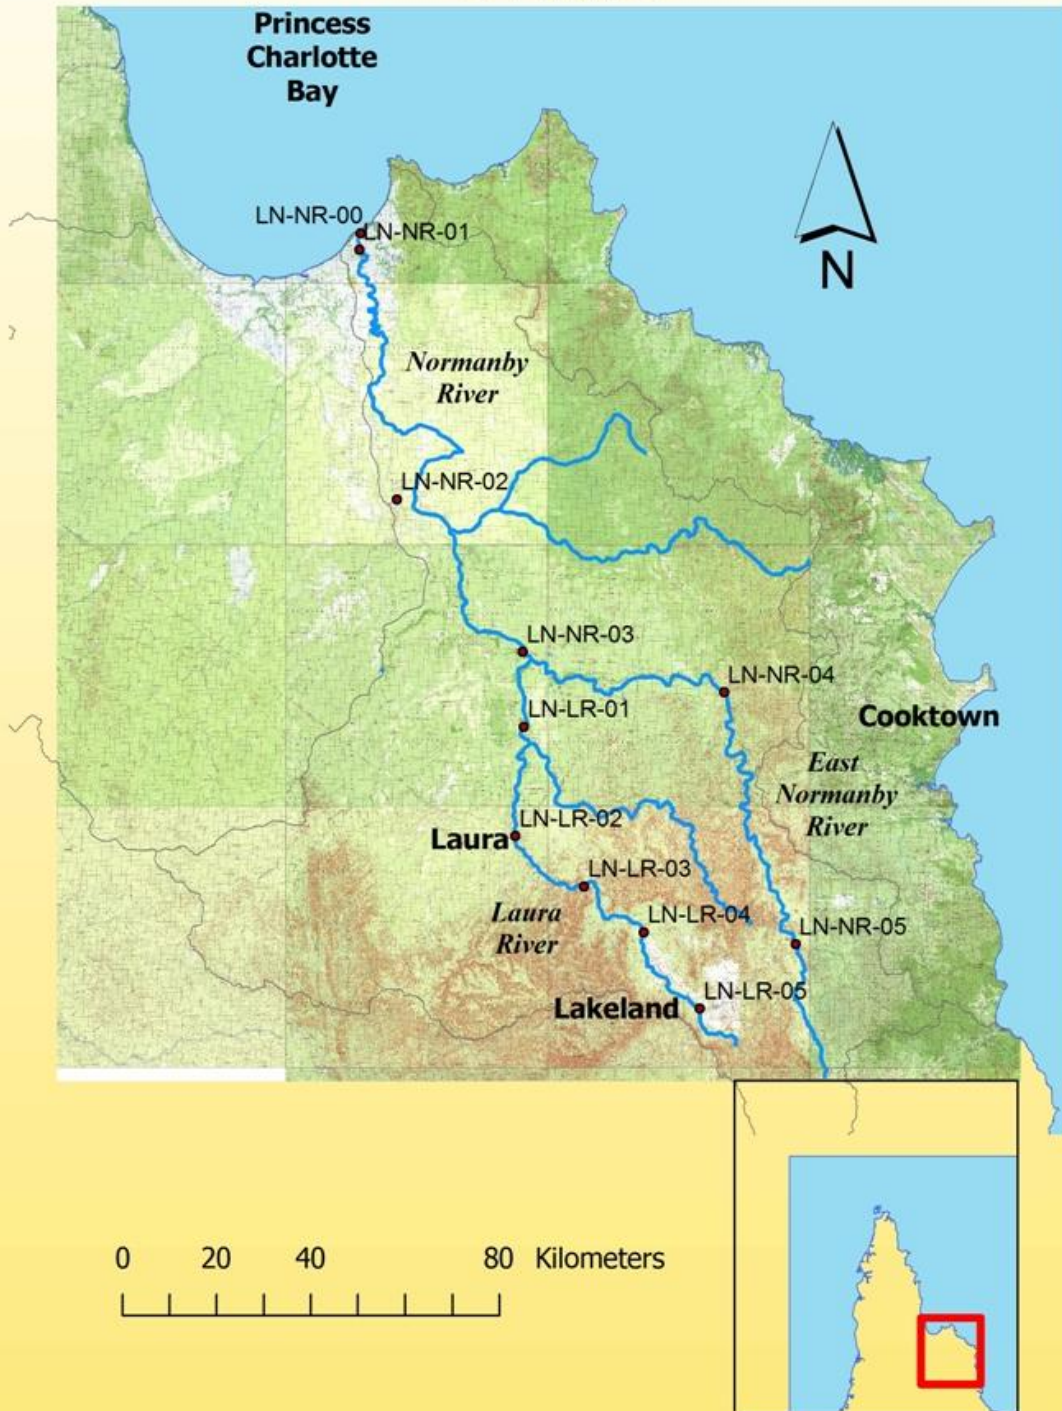 Princess
Charlotte
Bay
LN-NR-00
LN-NR-01
N
Normanby
River
LN-NR-02
LN-NR-03
LN-NR-04
LN-LR-01
Cooktown
East
Normanby
River
LN-LR-02
Laura
LN-LR-03
Laura
River
LN-LR-04
LN-NR-05
LN-LR-05
Lakeland
0 20 40 80 Kilometers